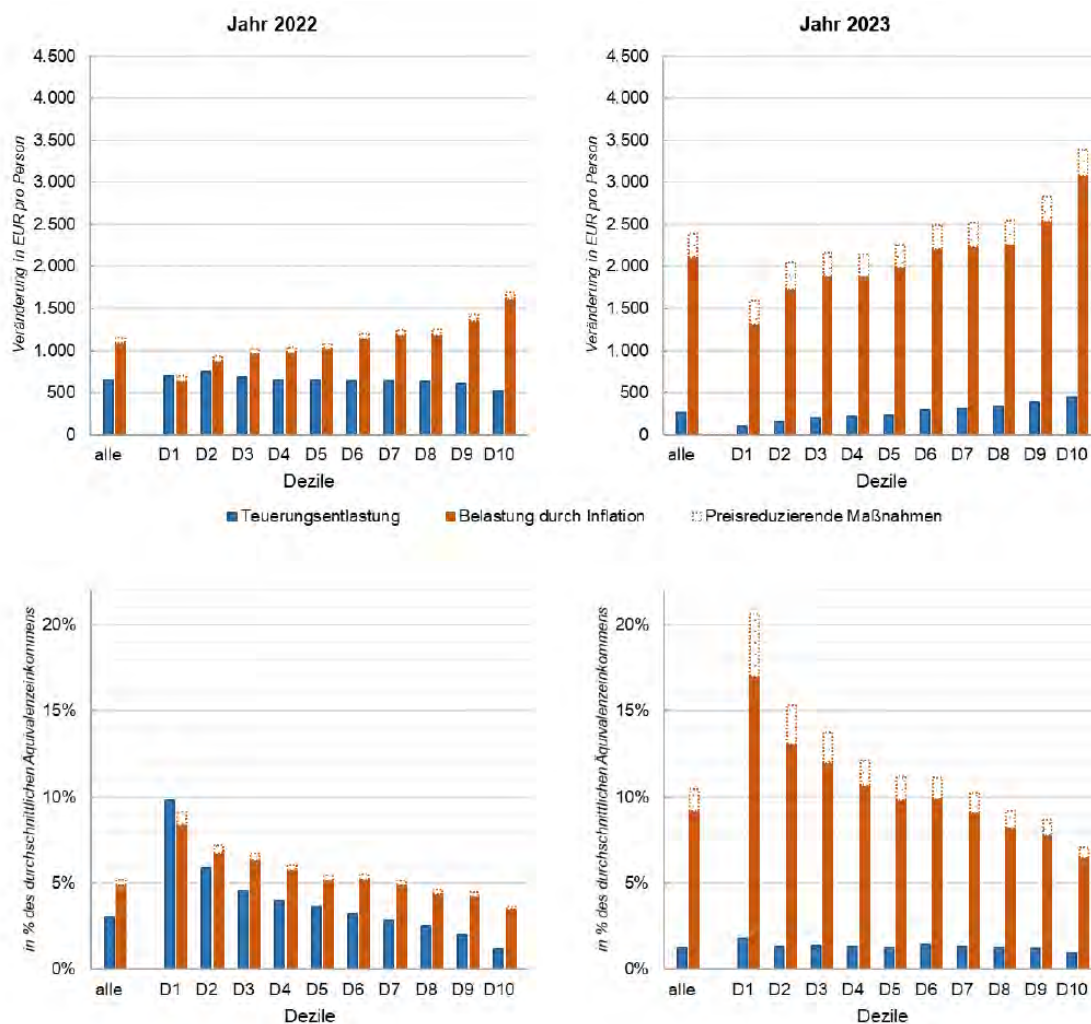 Jahr 2022
Veränderung in EUR pro Person
4.500
4.000
3.500
3.000
2.500
2.000
1.500
1.000
500
0
alle D1 D2 D3 D4 D5 D6 D7 D8 D9 D10
Dezile
Jahr 2023
Veränderung in EUR pro Person
4.500
4.000
3.500
3.000
2.500
2.000
1.500
1.000
500
0
alle D1 D2 D3 D4 D5 D6 D7 D8 D9 D10
Dezile
Teuerungsentlastung Belastung durch Inflation Preisreduzierende Maßnahmen
in % des durchschnittlichen Äquivalenzeinkommens
20%
15%
10%
5%
0%
alle D1 D2 D3 D4 D5 D6 D7 D8 D9 D10
Dezile
in % des durchschnittlichen Äquivalenzeinkommens
20%
15%
10%
5%
0%
alle D1 D2 D3 D4 D5 D6 D7 D8 D9 D10
Dezile